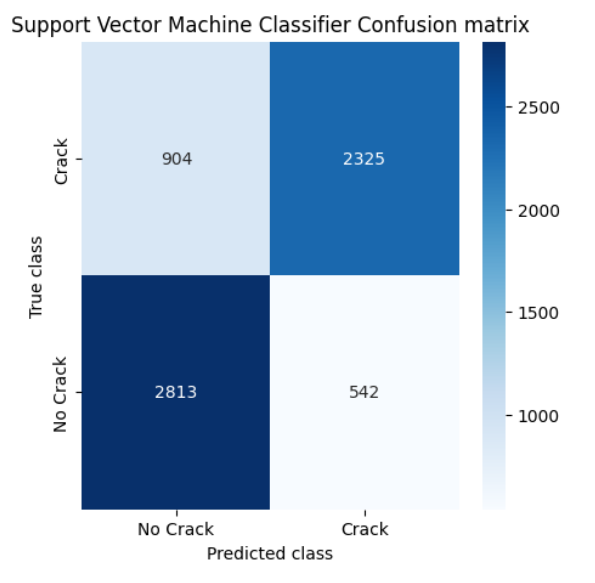 Support Vector Machine Classifier Confusion matrix
True class
Crack
904
2325
No Crack
2813
542
No Crack
Crack
Predicted class
2500
2000
1500
1000